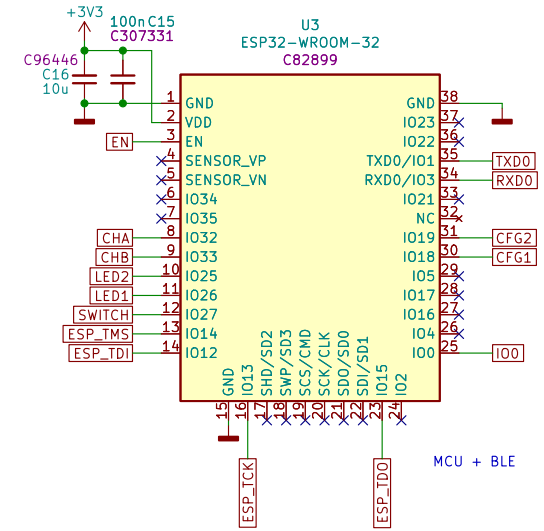 +3V3
100n C15
C307331
C96446
C16
10u
U3
ESP32-WROOM-32
C82899
1 GND
2 VDD
EN 3 EN
4 SENSOR_VP
5 SENSOR_VN
6 IO34
7 IO35
CHA 8 IO32
CHB 9 IO33
LED2 10 IO25
LED1 11 IO26
SWITCH 12 IO27
ESP_TMS 13 IO14
ESP_TDI 14 IO12
GND 38
IO23 37
IO22 36
TXD0/IO1 35 TXD0
RXD0/IO3 34 RXD0
IO21 33
NC 32
IO19 31 CFG2
IO18 30 CFG1
IO5 29
IO17 28
IO16 27
IO4 26
IO0 25 IO0
GND 15
IO13 16 ESP_TCK
SHD/SD2 17
SWP/SD3 18
SCS/CMD 19
SCK/CLK 20
SDO/SD0 21
SDI/SD1 22
IO15 23 ESP_TDO
IO2 24
MCU + BLE